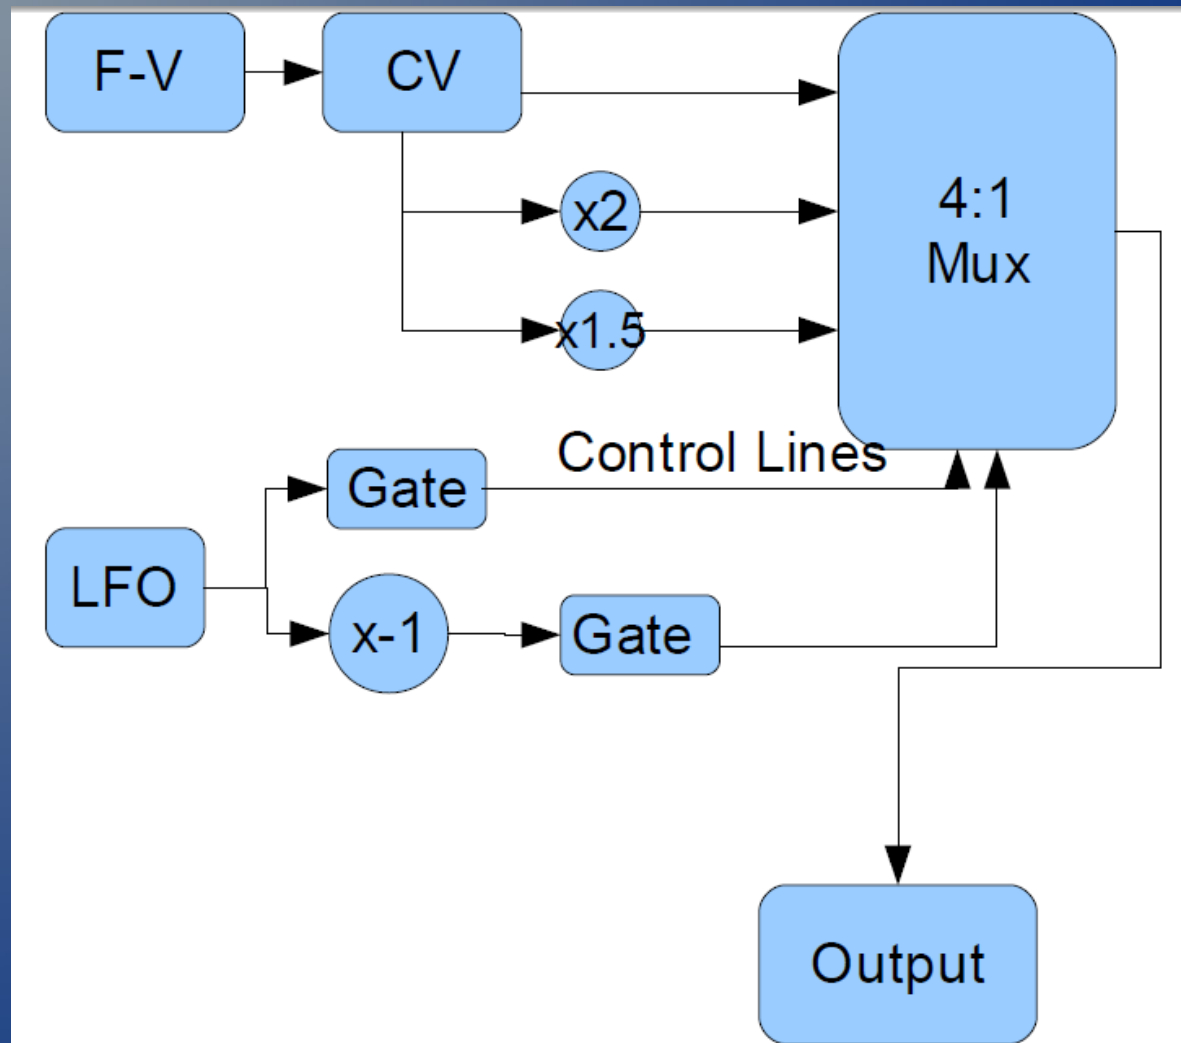 F-V
CV
x2
x1.5
4:1
Mux
Control Lines
Gate
LFO
x-1
Gate
Output